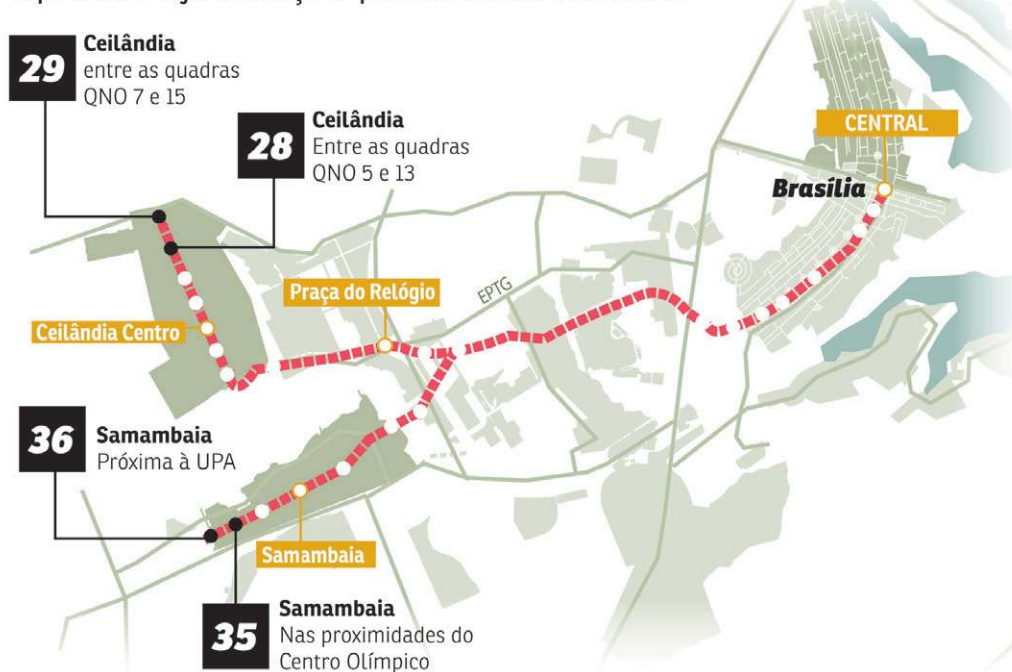 29
Ceilândia
entre as quadras
QNO 7 e 15
28
Ceilândia
Entre as quadras
QNO 5 e 13
CENTRAL
Brasília
EPTG
Praça do Relógio
Ceilândia Centro
36
Samambaia
Próxima à UPA
Samambaia
35
Samambaia
Nas proximidades do
Centro Olímpico